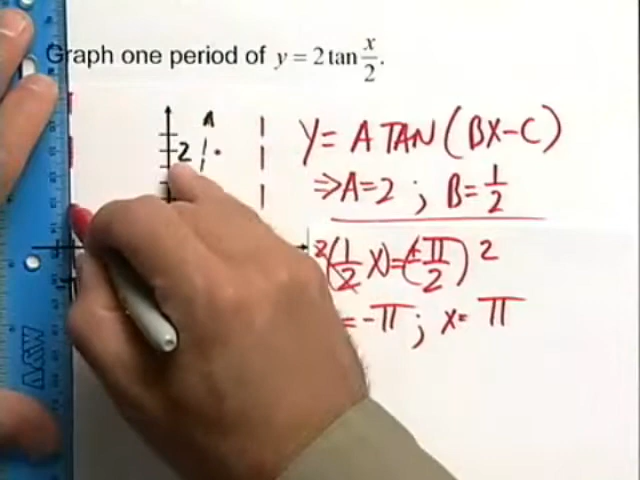 Graph one period of y = 2 tan x/2.
y = A TAN (BX-C)
2
⇒ A=2 ; B=1/2
2(1/2 X)=(±π/2)2
= -π ; x= π